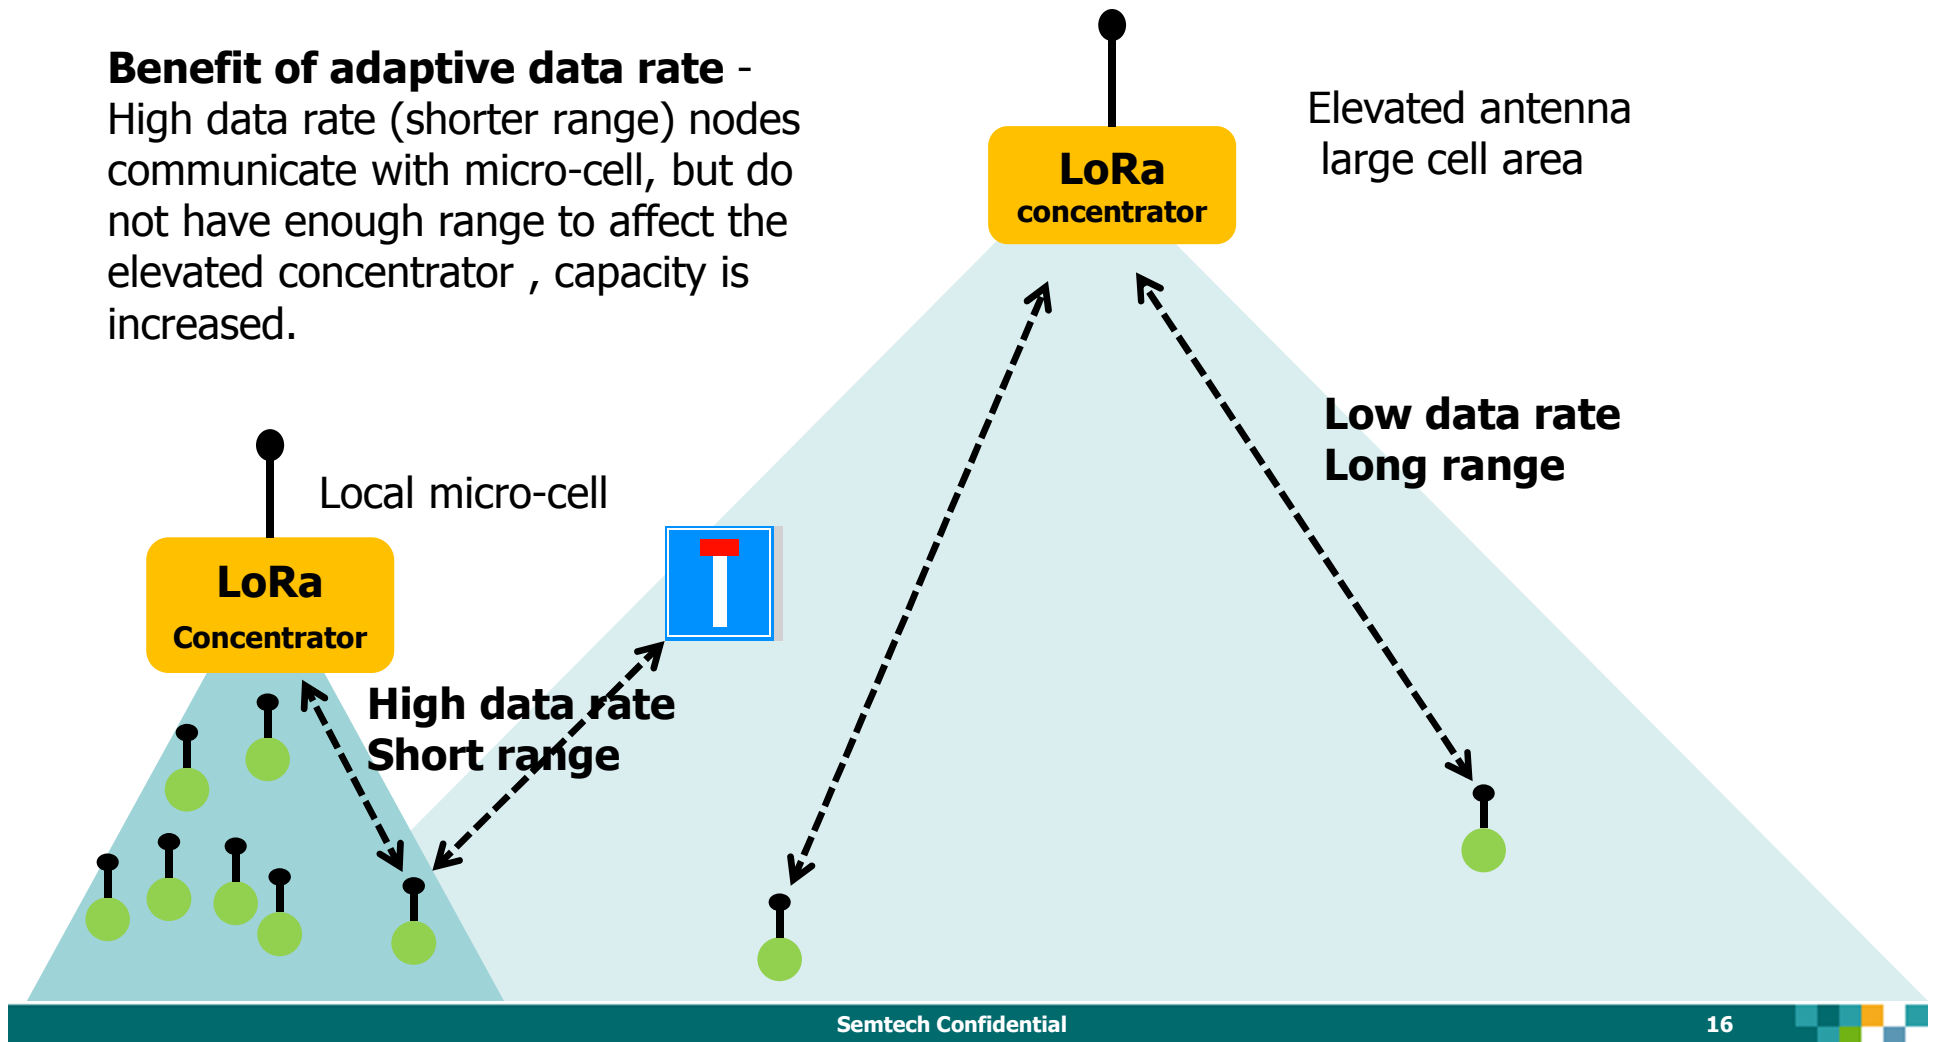 Benefit of adaptive data rate -
High data rate (shorter range) nodes
communicate with micro-cell, but do
not have enough range to affect the
elevated concentrator , capacity is
increased.
LoRa
concentrator
Elevated antenna
large cell area
Low data rate
Long range
Local micro-cell
LoRa
Concentrator
High data rate
Short range
Semtech Confidential
16